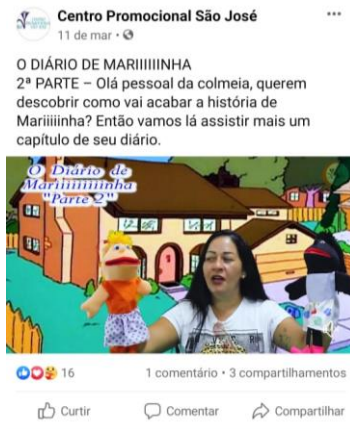 Centro Promocional São José
11 de mar
O DIÁRIO DE MARIIIIIINHA
2ª PARTE – Olá pessoal da colmeia, querem
descobrir como vai acabar a história de
Mariiiiinha? Então vamos lá assistir mais um
capítulo de seu diário.
O Diário de
Mariiiiiiiiinha
"Parte 2"
16
1 comentário • 3 compartilhamentos
Curtir
Comentar
Compartilhar